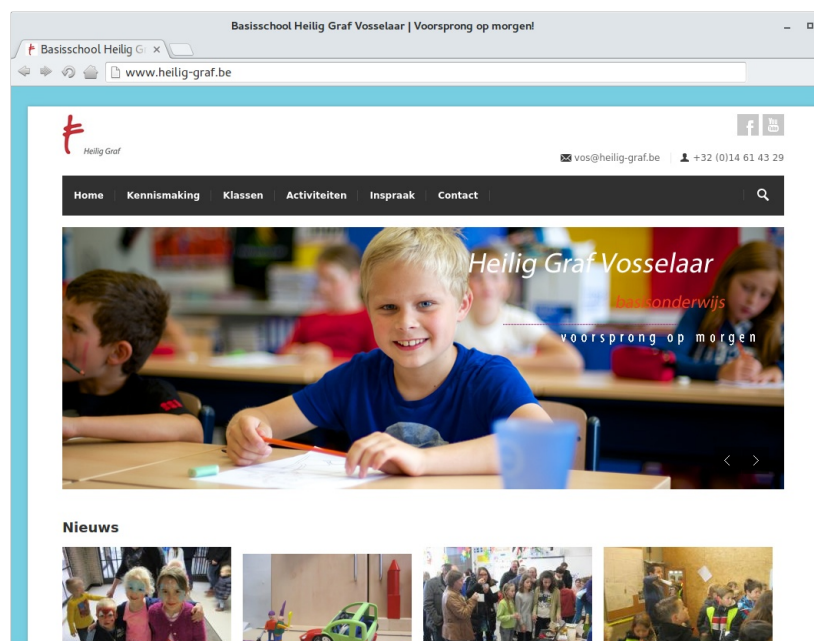 Basisschool Heilig Graf Vosselaar | Voorsprong op morgen!
Basisschool Heilig G
www.heilig-graf.be
Heilig Graf
You
vos@heilig-graf.be
+32 (0)14 61 43 29
Home
Kennismaking
Klassen
Activiteiten
Inspraak
Contact
Heilig Graf Vosselaar
basisonderwijs
voorsprong op morgen
Nieuws